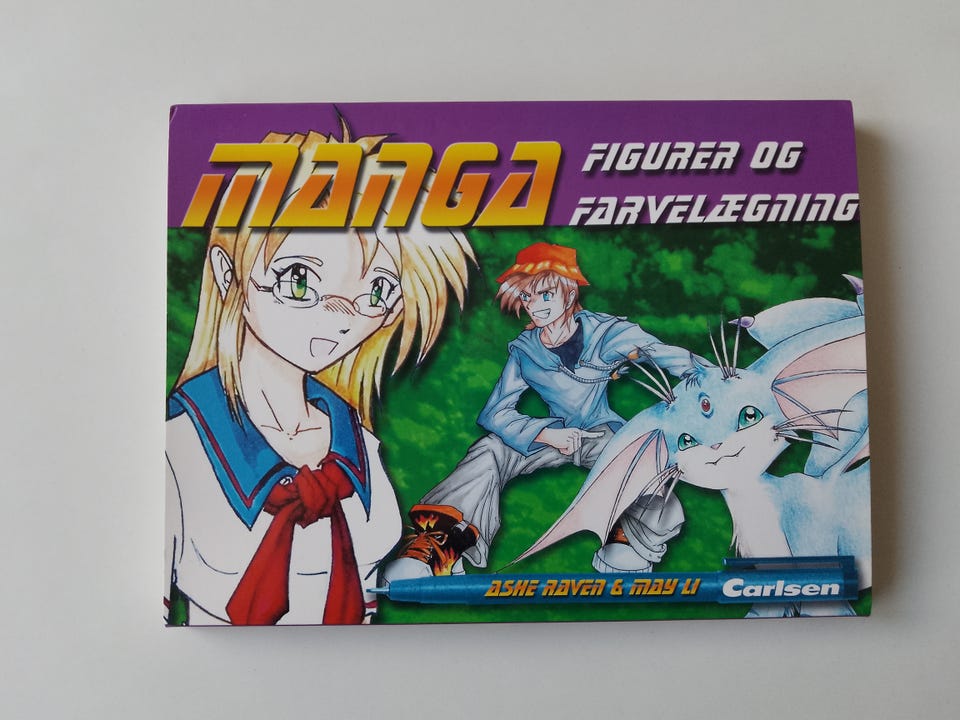 MANGA
FIGURER OG
FARVELÆGNING
ASHE RAVEN & MAY LI
Carlsen